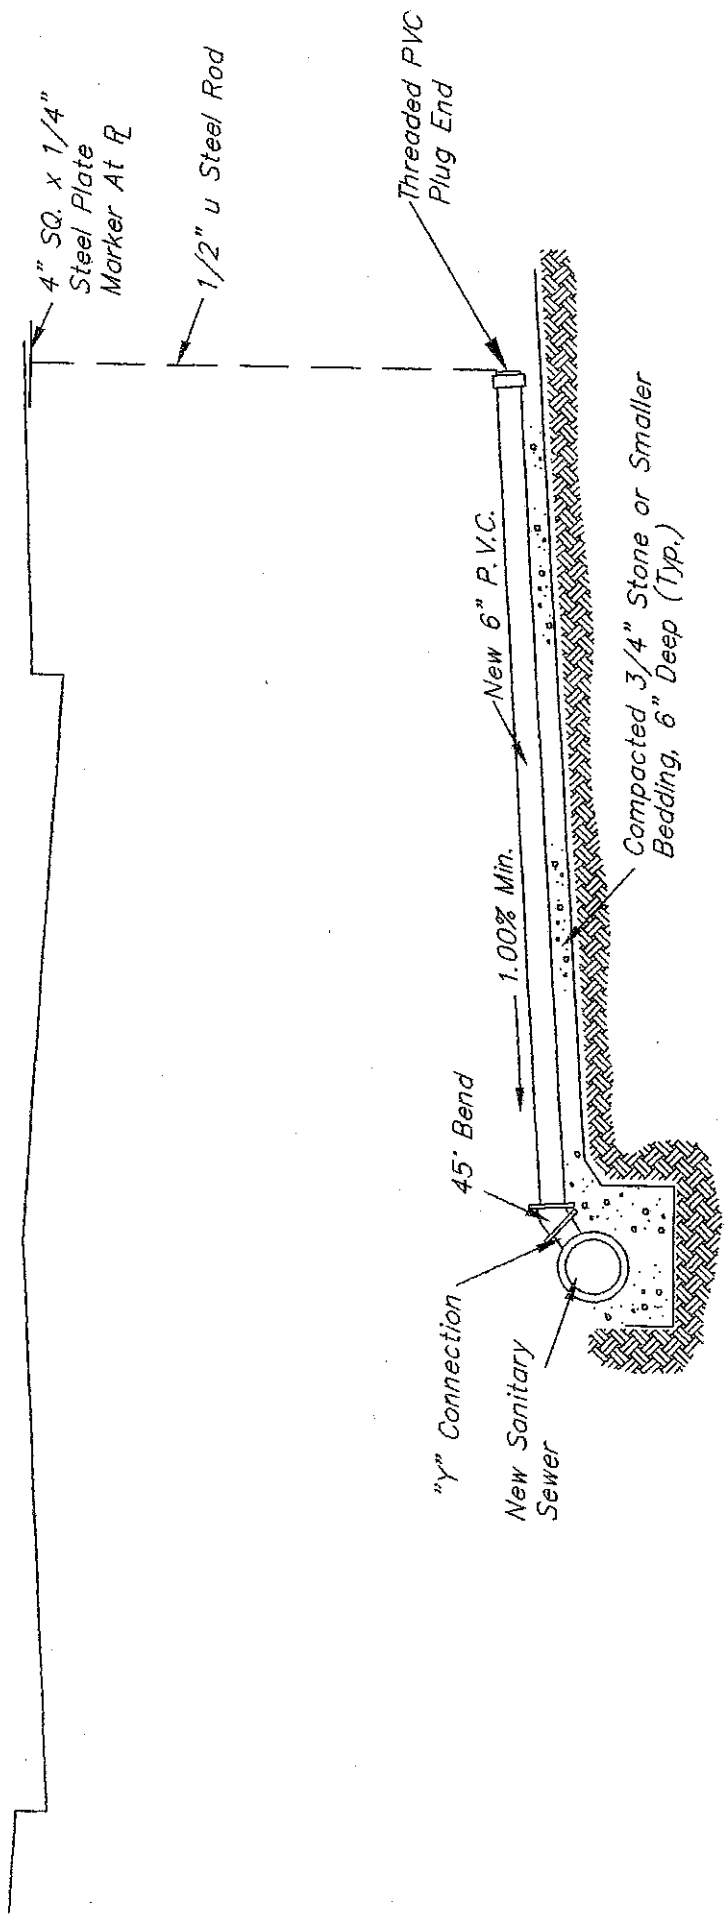 4" SQ. x 1/4"
Steel Plate
Marker At ⅊
1/2" u Steel Rod
Threaded PVC
Plug End
New 6" P.V.C.
1.00% Min.
45° Bend
"Y" Connection
New Sanitary
Sewer
Compacted 3/4" Stone or Smaller
Bedding, 6" Deep (Typ.)